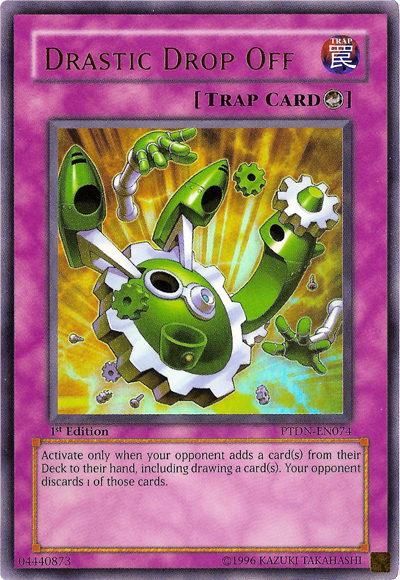 DRASTIC DROP OFF
TRAP
罠
[TRAP CARD]
1st Edition
PTDN-EN074
Activate only when your opponent adds a card(s) from their
Deck to their hand, including drawing a card(s). Your opponent
discards 1 of those cards.
04440873
©1996 KAZUKI TAKAHASHI